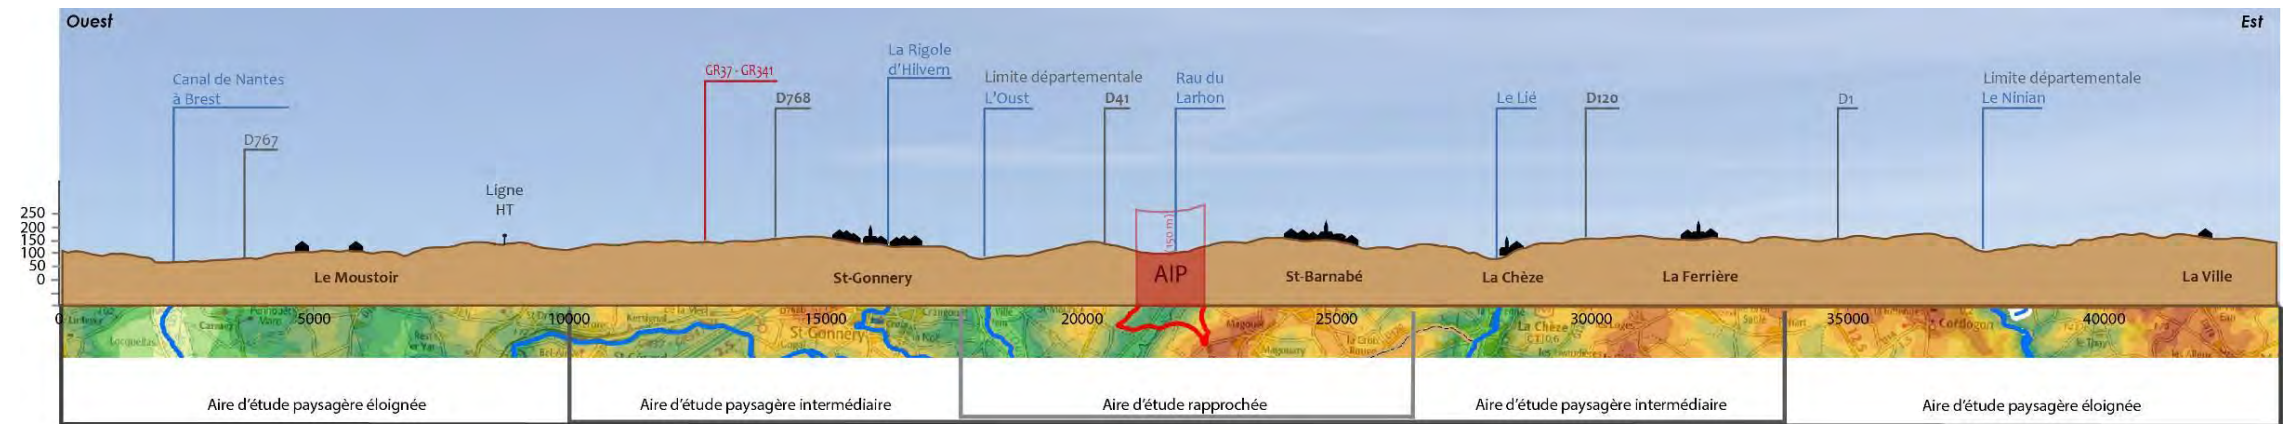 Ouest
Est
La Rigole
d'Hilvern
Canal de Nantes
à Brest
GR37 - GR341
D768
Limite départementale
L'Oust
D41
Rau du
Larhon
Le Lié
D120
D1
Limite départementale
Le Ninian
D767
Ligne
HT
250
200
150
100
50
0
(150 m)
AIP
Le Moustoir
St-Gonnery
St-Barnabé
La Chèze
La Ferrière
La Ville
0
5000
10000
15000
20000
25000
30000
35000
40000
Locqueltas
St Gonnery
Magouët
La Chèze
Cordogon
Aire d'étude paysagère éloignée
Aire d'étude paysagère intermédiaire
Aire d'étude rapprochée
Aire d'étude paysagère intermédiaire
Aire d'étude paysagère éloignée